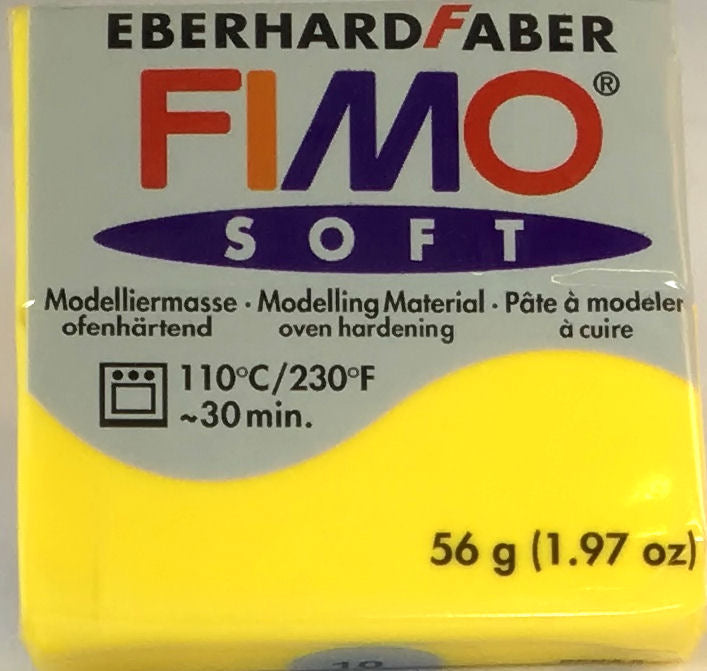 EBERHARDFABER
FIMO®
SOFT
Modelliermasse · Modelling Material · Pâte à modeler
ofenhärtend oven hardening à cuire
110°C/230°F
~30 min.
56 g (1.97 oz)
10